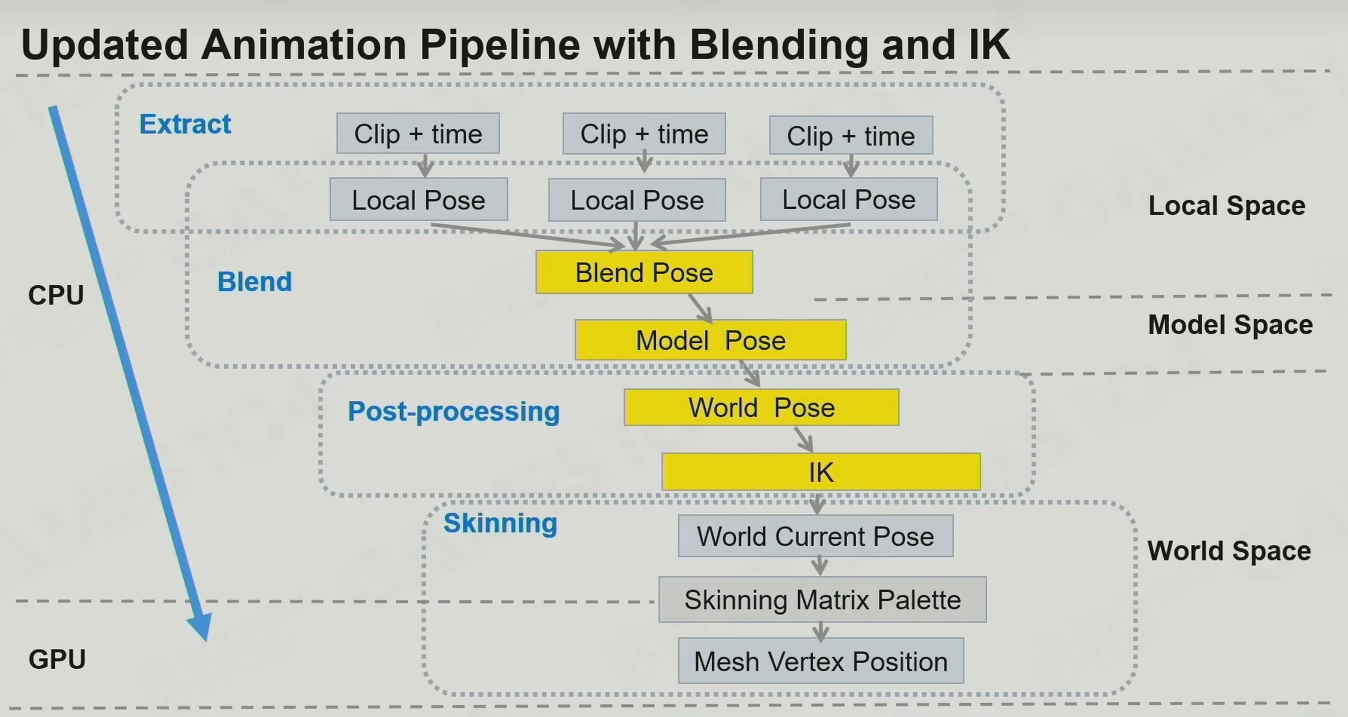 Updated Animation Pipeline with Blending and IK
Extract
Clip + time
Clip + time
Clip + time
Local Pose
Local Pose
Local Pose
Local Space
Blend
Blend Pose
CPU
Model Space
Model Pose
Post-processing
World Pose
IK
Skinning
World Current Pose
World Space
Skinning Matrix Palette
GPU
Mesh Vertex Position